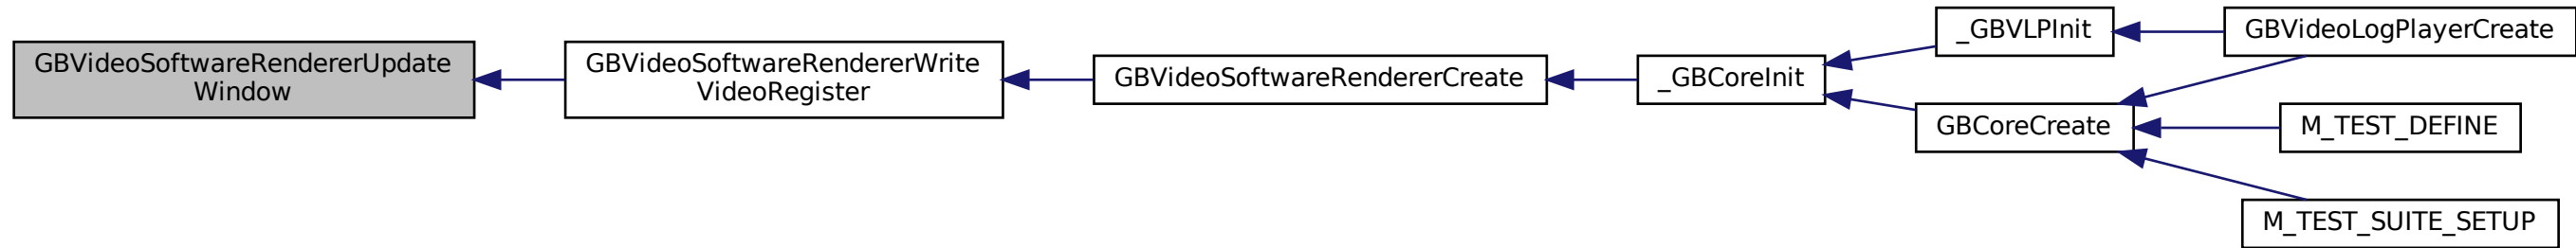 GBVideoSoftwareRendererUpdate
Window
GBVideoSoftwareRendererWrite
VideoRegister
GBVideoSoftwareRendererCreate
_GBCoreInit
_GBVLPInit
GBVideoLogPlayerCreate
GBCoreCreate
M_TEST_DEFINE
M_TEST_SUITE_SETUP